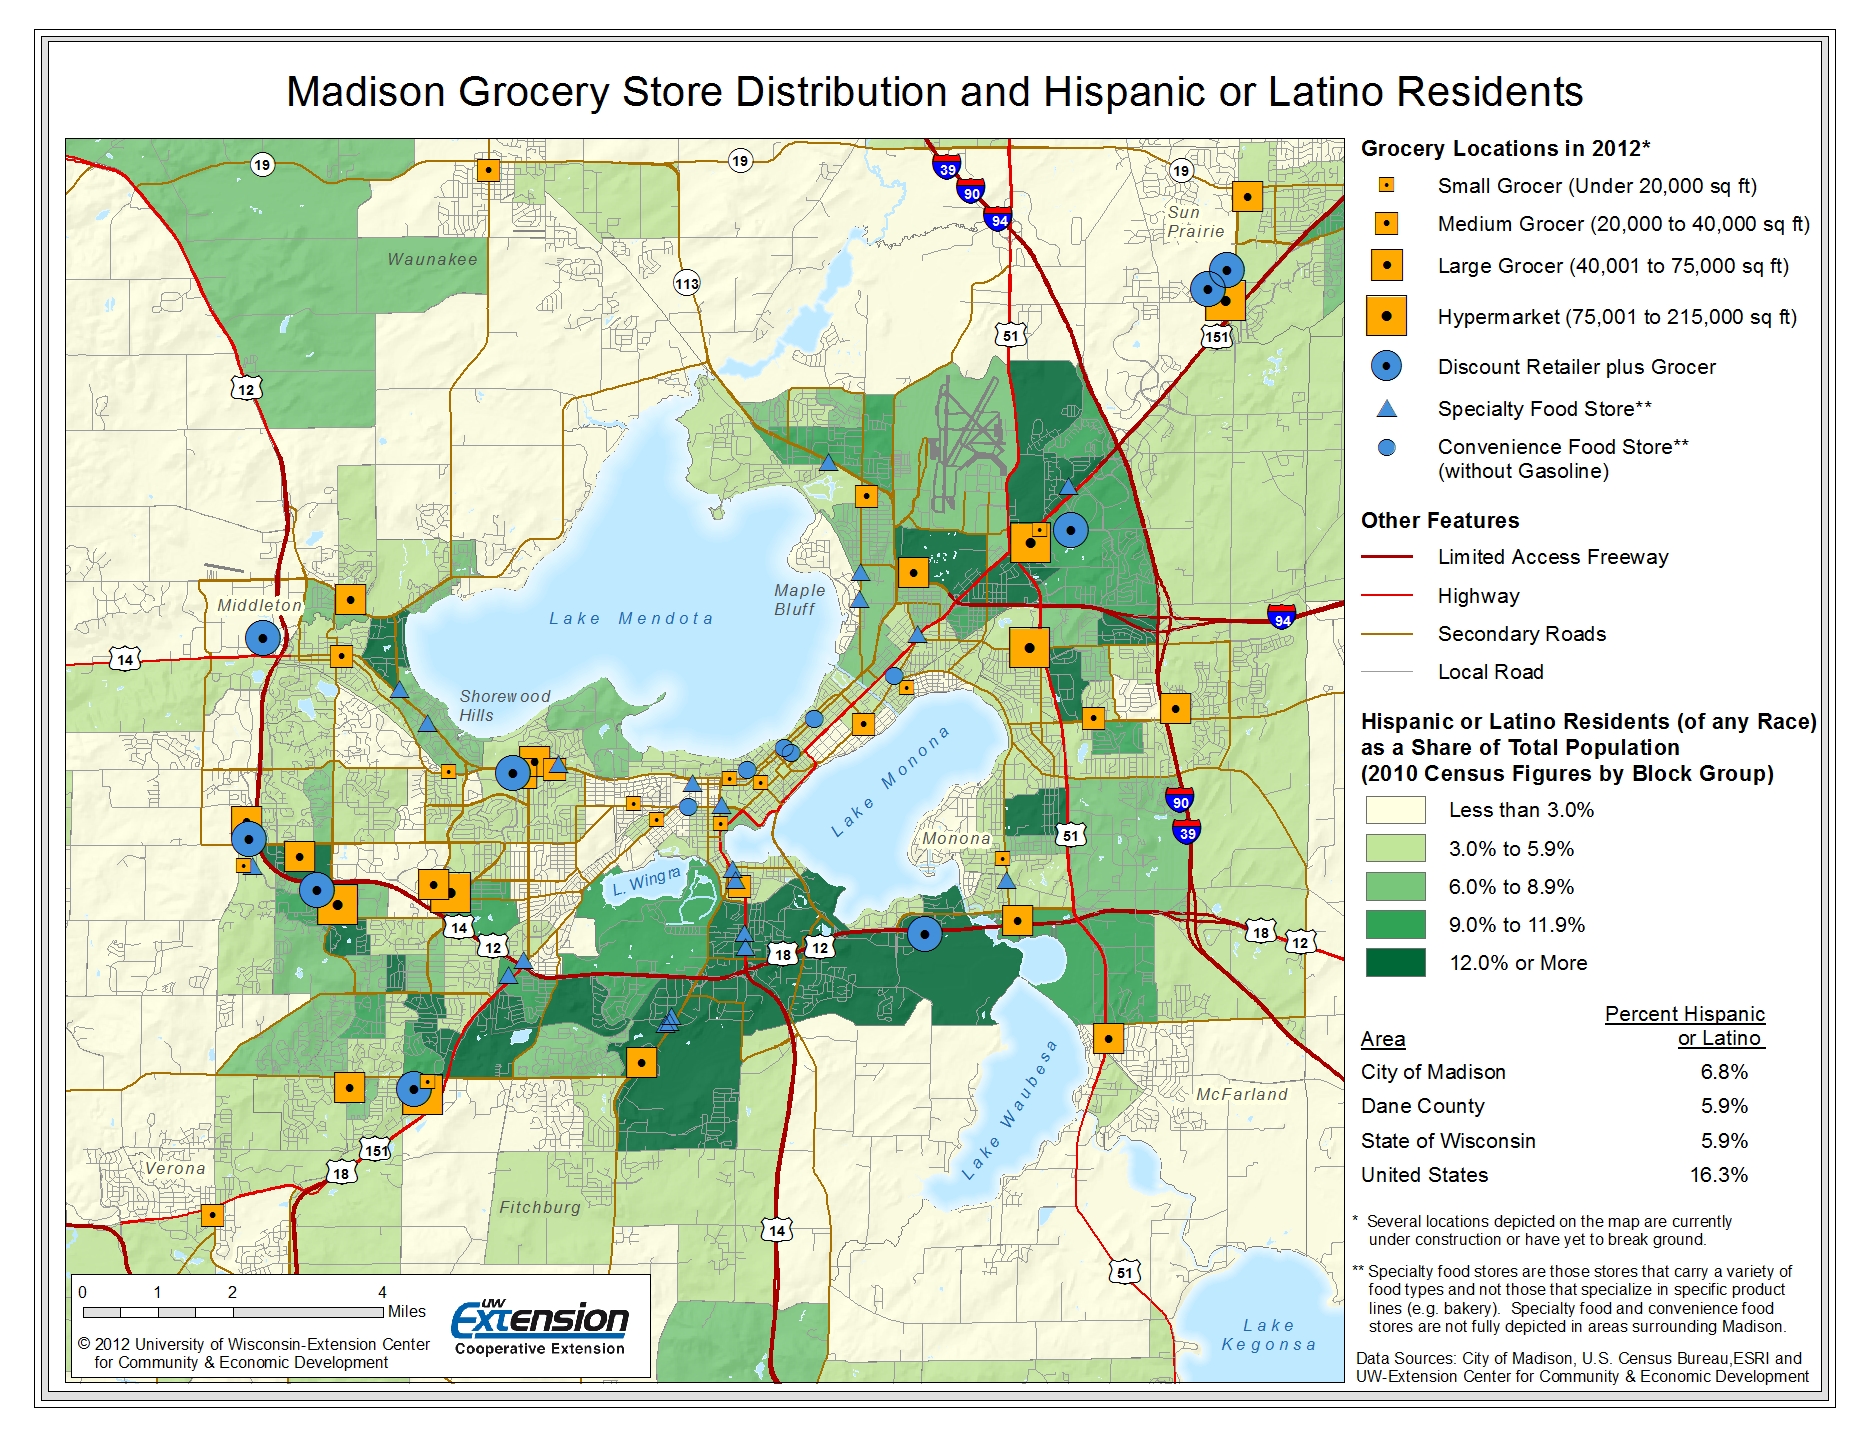 Madison Grocery Store Distribution and Hispanic or Latino Residents
19
19
39
90
94
19
Sun
Prairie
Waunakee
113
12
51
151
Middleton
14
Lake Mendota
Maple
Bluff
94
Shorewood
Hills
Lake Monona
90
39
51
Monona
L. Wingra
14
12
18
12
18
12
Lake Waubesa
McFarland
151
18
Verona
Fitchburg
14
51
Lake
Kegonsa
0 1 2 4
Miles
© 2012 University of Wisconsin-Extension Center
for Community & Economic Development
UW
Extension
Cooperative Extension
Grocery Locations in 2012*
Small Grocer (Under 20,000 sq ft)
Medium Grocer (20,000 to 40,000 sq ft)
Large Grocer (40,001 to 75,000 sq ft)
Hypermarket (75,001 to 215,000 sq ft)
Discount Retailer plus Grocer
Specialty Food Store**
Convenience Food Store**
(without Gasoline)
Other Features
Limited Access Freeway
Highway
Secondary Roads
Local Road
Hispanic or Latino Residents (of any Race)
as a Share of Total Population
(2010 Census Figures by Block Group)
Less than 3.0%
3.0% to 5.9%
6.0% to 8.9%
9.0% to 11.9%
12.0% or More
Percent Hispanic
Area or Latino
City of Madison 6.8%
Dane County 5.9%
State of Wisconsin 5.9%
United States 16.3%
* Several locations depicted on the map are currently
under construction or have yet to break ground.
** Specialty food stores are those stores that carry a variety of
food types and not those that specialize in specific product
lines (e.g. bakery). Specialty food and convenience food
stores are not fully depicted in areas surrounding Madison.
Data Sources: City of Madison, U.S. Census Bureau,ESRI and
UW-Extension Center for Community & Economic Development